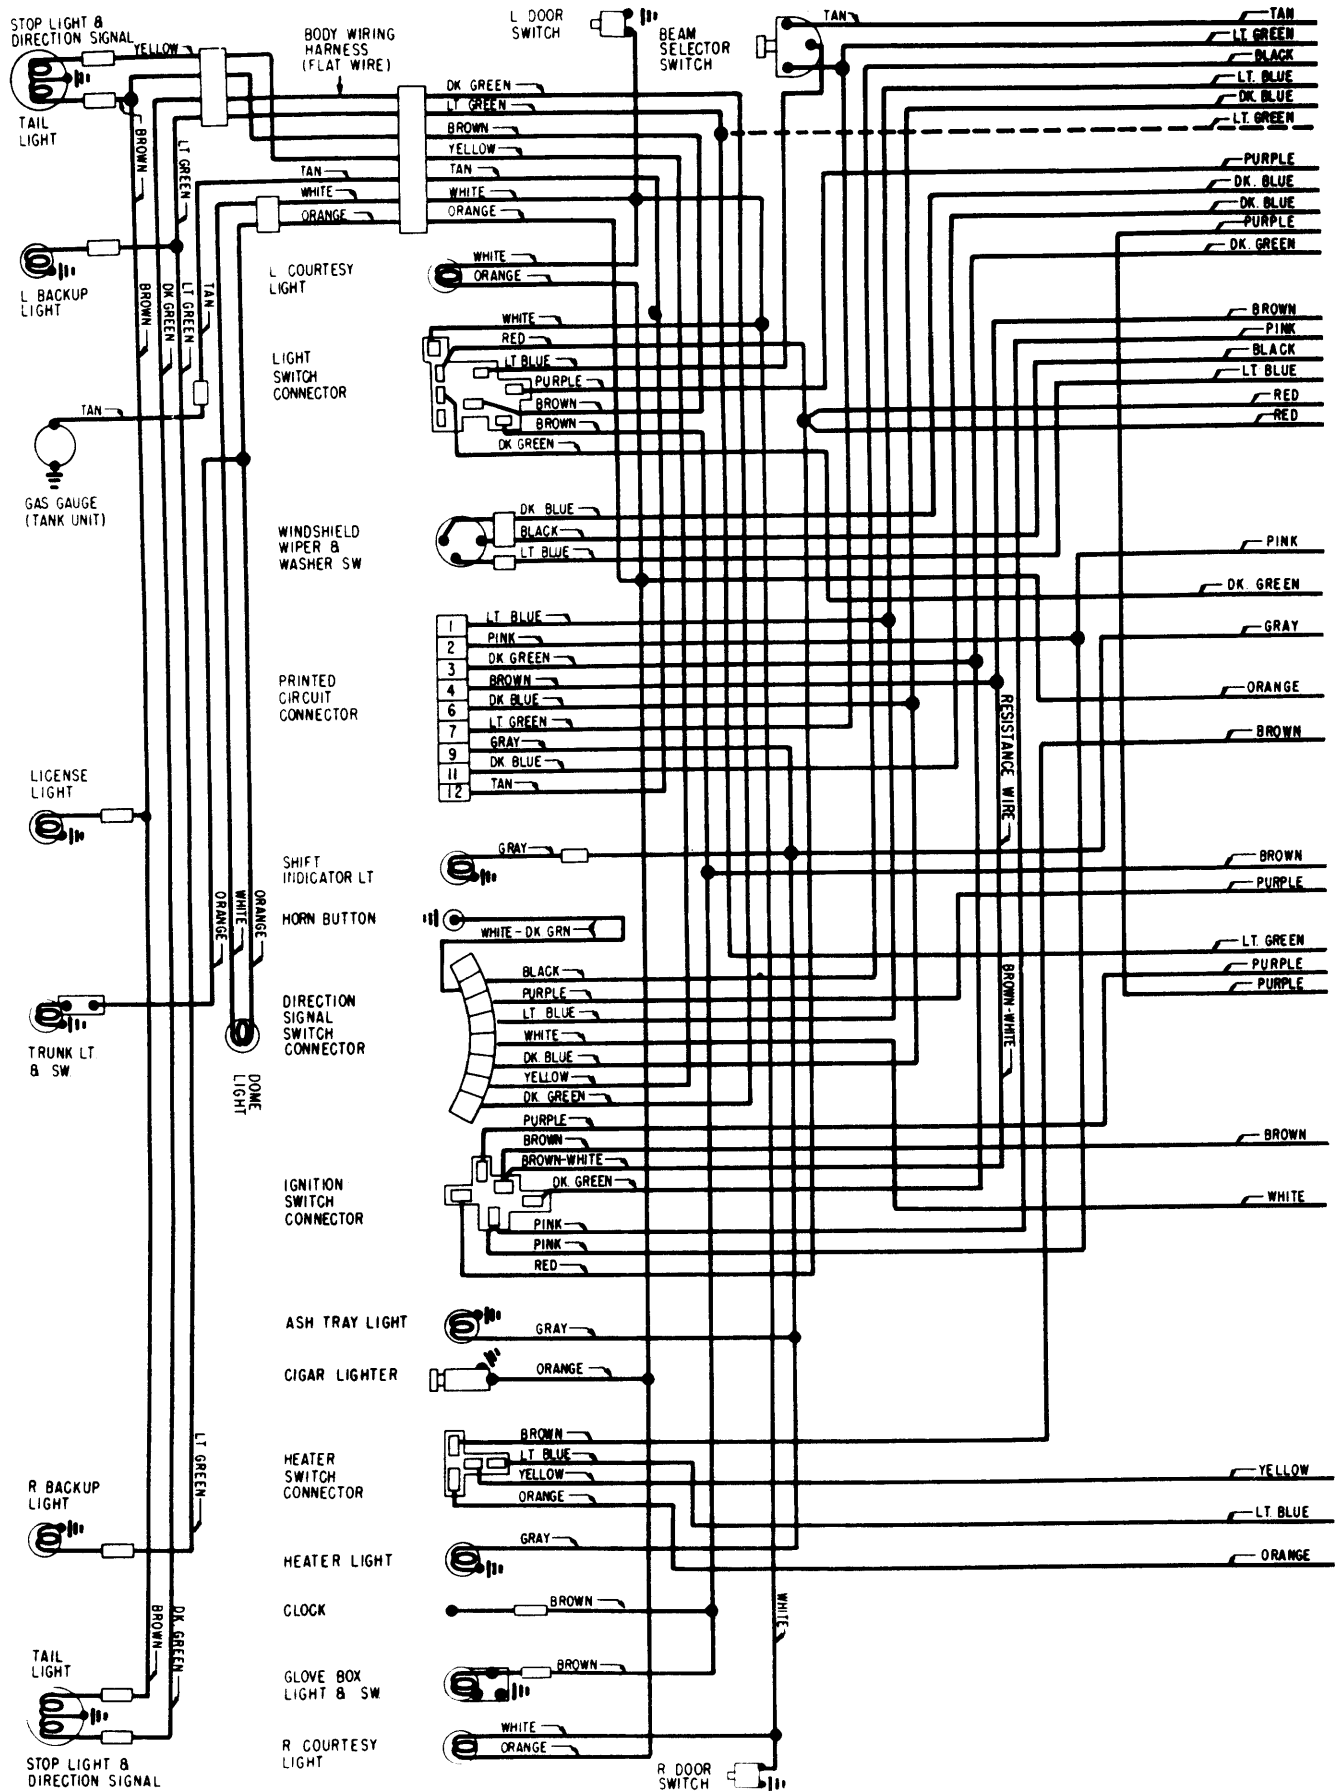 STOP LIGHT &
DIRECTION SIGNAL
YELLOW
TAIL
LIGHT
BROWN
LT GREEN
BODY WIRING
HARNESS
(FLAT WIRE)
L DOOR
SWITCH
BEAM
SELECTOR
SWITCH
TAN
TAN
LT GREEN
BLACK
LT. BLUE
DK. BLUE
LT. GREEN
PURPLE
DK. BLUE
DK. BLUE
PURPLE
DK. GREEN
BROWN
PINK
BLACK
LT BLUE
RED
RED
PINK
DK. GREEN
GRAY
ORANGE
BROWN
BROWN
PURPLE
LT. GREEN
PURPLE
PURPLE
BROWN
WHITE
YELLOW
LT. BLUE
ORANGE
DK GREEN
LT GREEN
BROWN
YELLOW
TAN
TAN
WHITE
WHITE
ORANGE
ORANGE
L BACKUP
LIGHT
BROWN
DK GREEN
LT GREEN
TAN
TAN
GAS GAUGE
(TANK UNIT)
LICENSE
LIGHT
ORANGE
WHITE
ORANGE
TRUNK LT
& SW.
DOME
LIGHT
R BACKUP
LIGHT
LT GREEN
TAIL
LIGHT
BROWN
DK GREEN
STOP LIGHT &
DIRECTION SIGNAL
L COURTESY
LIGHT
WHITE
ORANGE
LIGHT
SWITCH
CONNECTOR
WHITE
RED
LT BLUE
PURPLE
BROWN
BROWN
DK GREEN
WINDSHIELD
WIPER &
WASHER SW
DK BLUE
BLACK
LT BLUE
PRINTED
CIRCUIT
CONNECTOR
1 LT BLUE
2 PINK
3 DK GREEN
4 BROWN
6 DK BLUE
7 LT GREEN
9 GRAY
11 DK BLUE
12 TAN
RESISTANCE WIRE
SHIFT
INDICATOR LT
GRAY
HORN BUTTON
WHITE-DK GRN
DIRECTION
SIGNAL
SWITCH
CONNECTOR
BLACK
PURPLE
LT BLUE
WHITE
DK. BLUE
YELLOW
DK GREEN
BROWN-WHITE
IGNITION
SWITCH
CONNECTOR
PURPLE
BROWN
BROWN-WHITE
DK. GREEN
PINK
PINK
RED
ASH TRAY LIGHT
GRAY
CIGAR LIGHTER
ORANGE
HEATER
SWITCH
CONNECTOR
BROWN
LT BLUE
YELLOW
ORANGE
HEATER LIGHT
GRAY
CLOCK
BROWN
WHITE
GLOVE BOX
LIGHT & SW.
BROWN
R COURTESY
LIGHT
WHITE
ORANGE
R DOOR
SWITCH